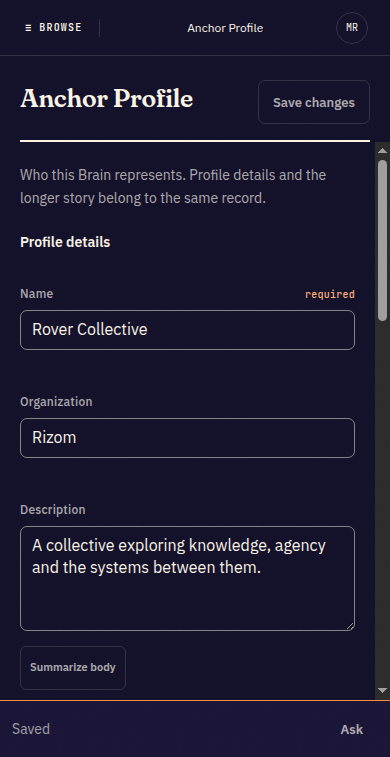 ≡ BROWSE
Anchor Profile
MR
Anchor Profile
Save changes
Who this Brain represents. Profile details and the
longer story belong to the same record.
Profile details
Name
required
Rover Collective
Organization
Rizom
Description
A collective exploring knowledge, agency
and the systems between them.
Summarize body
Saved
Ask